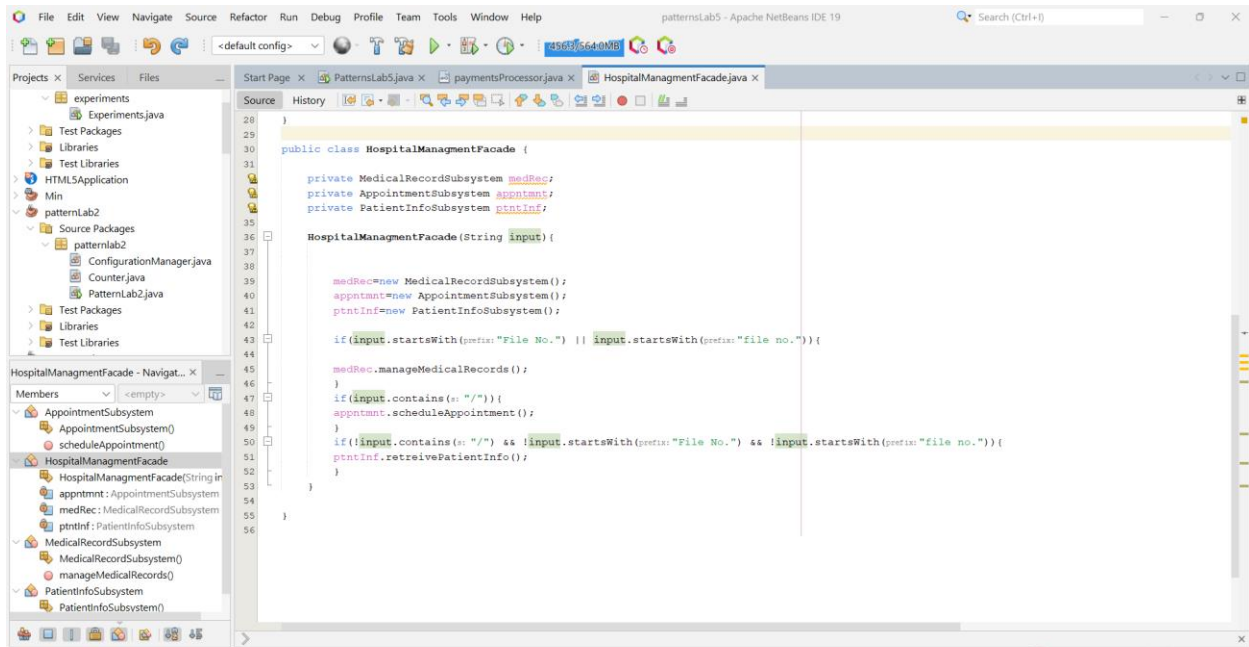 File Edit View Navigate Source Refactor Run Debug Profile Team Tools Window Help
patternsLab5 - Apache NetBeans IDE 19
Search (Ctrl+I)
<default config>
456.3/564.0MB
Projects
Services
Files
experiments
Experiments.java
Test Packages
Libraries
Test Libraries
HTML5Application
Min
patternLab2
Source Packages
patternlab2
ConfigurationManager.java
Counter.java
PatternLab2.java
Test Packages
Libraries
Test Libraries
HospitalManagmentFacade - Navigat...
Members
<empty>
AppointmentSubsystem
AppointmentSubsystem()
scheduleAppointment()
HospitalManagmentFacade
HospitalManagmentFacade(String in
appntmnt : AppointmentSubsystem
medRec : MedicalRecordSubsystem
ptntInf : PatientInfoSubsystem
MedicalRecordSubsystem
MedicalRecordSubsystem()
manageMedicalRecords()
PatientInfoSubsystem
PatientInfoSubsystem()
Start Page
PatternsLab5.java
paymentsProcessor.java
HospitalManagmentFacade.java
Source History
28 }
29
30 public class HospitalManagmentFacade {
31
private MedicalRecordSubsystem medRec;
private AppointmentSubsystem appntmnt;
private PatientInfoSubsystem ptntInf;
35
36 HospitalManagmentFacade(String input){
37
38
39 medRec=new MedicalRecordSubsystem();
40 appntmnt=new AppointmentSubsystem();
41 ptntInf=new PatientInfoSubsystem();
42
43 if(input.startsWith(prefix: "File No.") || input.startsWith(prefix: "file no.")){
44
45 medRec.manageMedicalRecords();
46 }
47 if(input.contains(s: "/")){
48 appntmnt.scheduleAppointment();
49 }
50 if(!input.contains(s: "/") && !input.startsWith(prefix: "File No.") && !input.startsWith(prefix: "file no.")){
51 ptntInf.retreivePatientInfo();
52 }
53 }
54
55 }
56